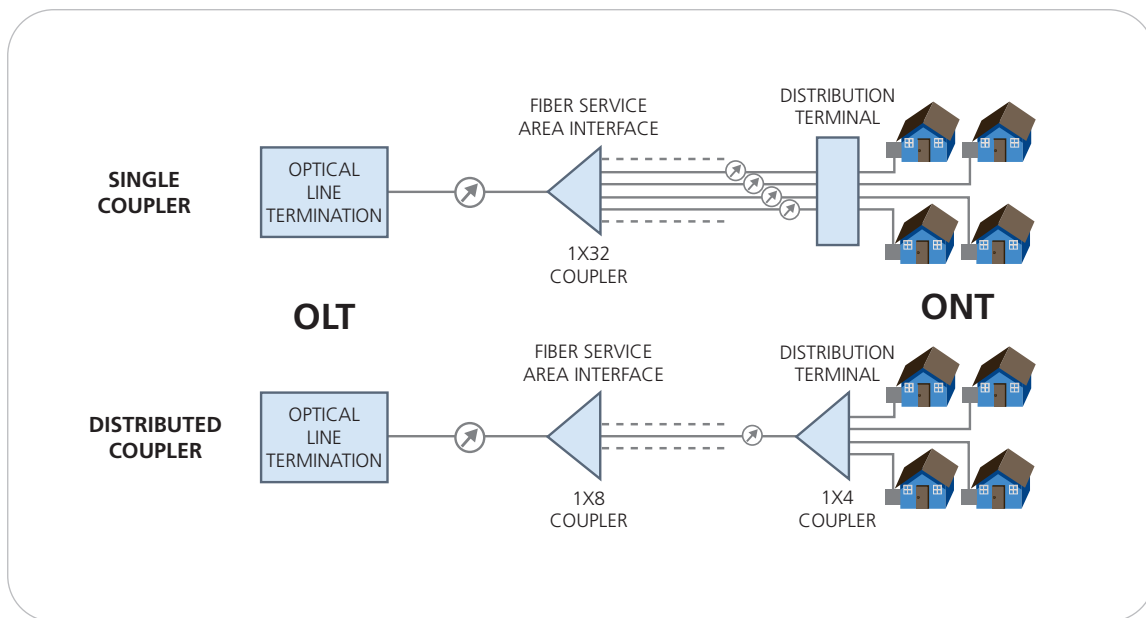 FIBER SERVICE
AREA INTERFACE
DISTRIBUTION
TERMINAL
SINGLE
COUPLER
OPTICAL
LINE
TERMINATION
1X32
COUPLER
OLT
ONT
FIBER SERVICE
AREA INTERFACE
DISTRIBUTION
TERMINAL
DISTRIBUTED
COUPLER
OPTICAL
LINE
TERMINATION
1X8
COUPLER
1X4
COUPLER